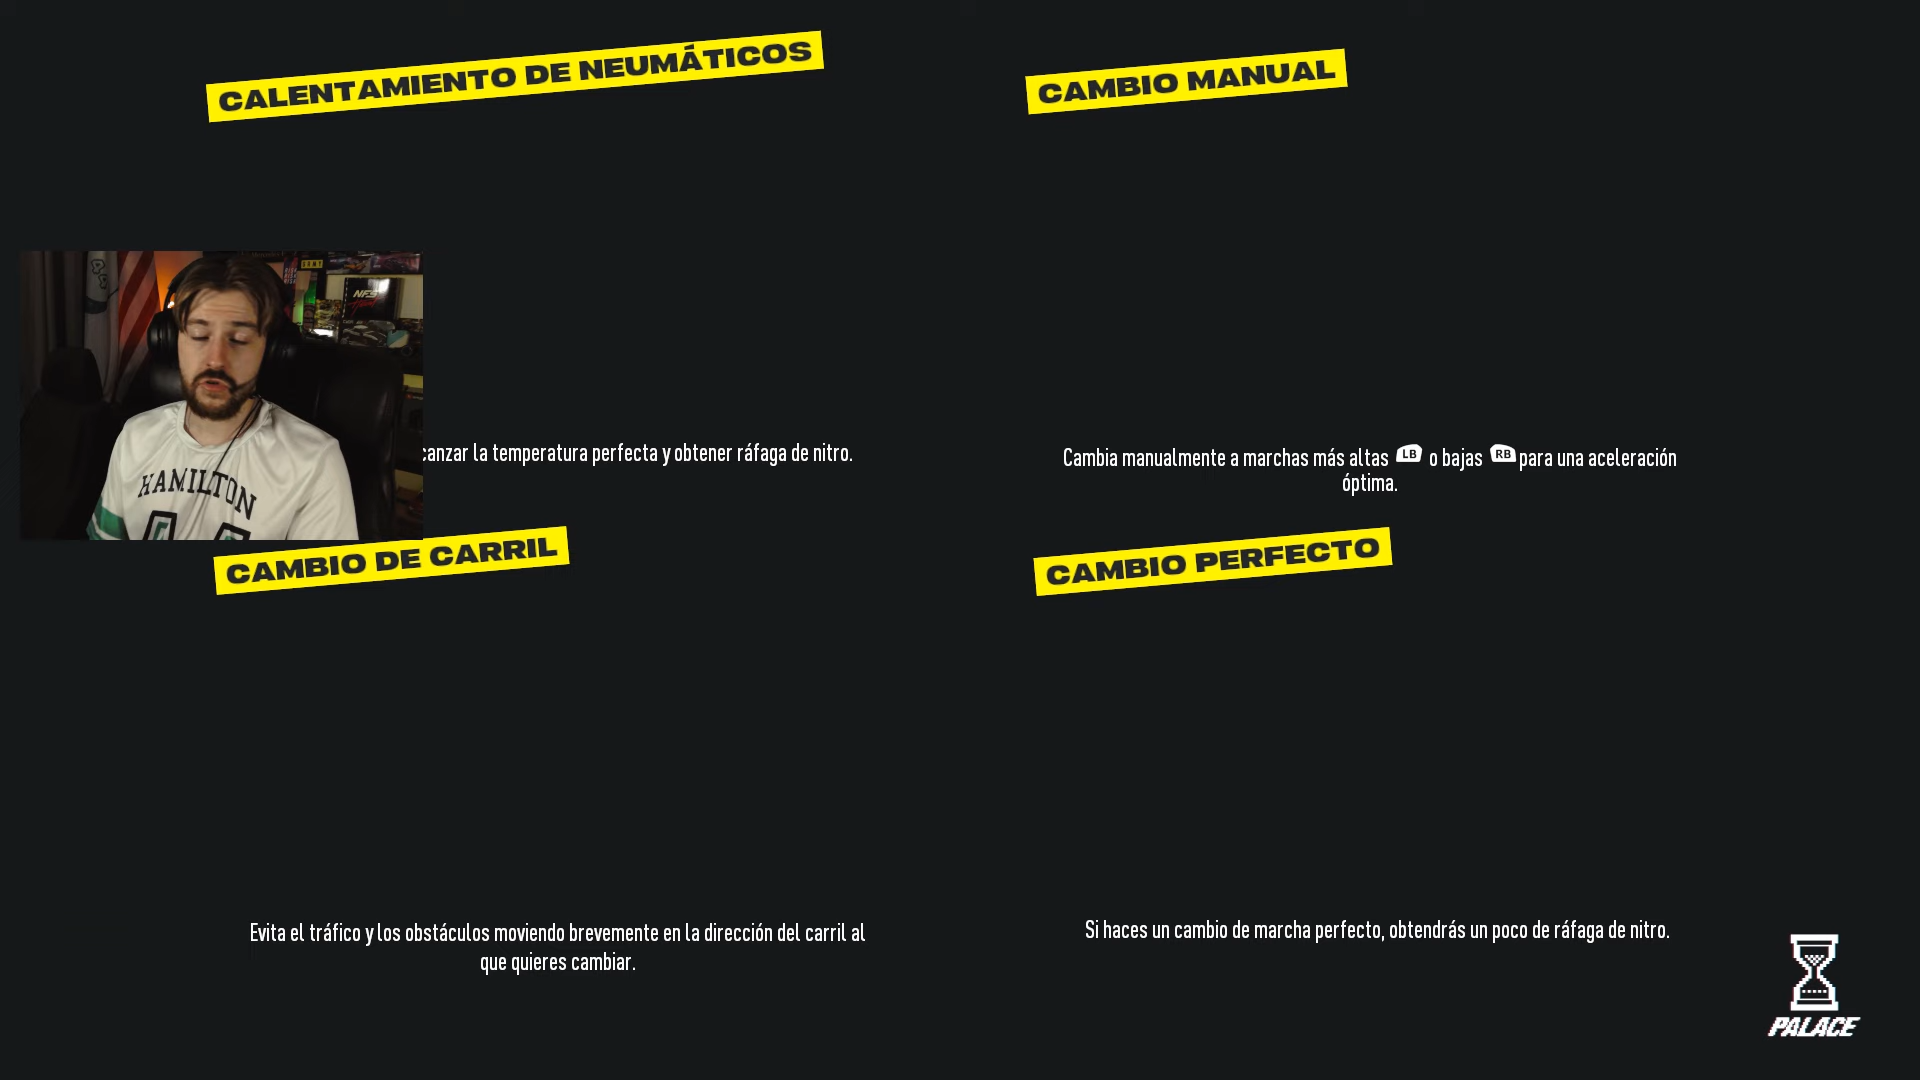 CALENTAMIENTO DE NEUMÁTICOS
CAMBIO MANUAL
NFS
HAMILTON
canzar la temperatura perfecta y obtener ráfaga de nitro.
Cambia manualmente a marchas más altas LB o bajas RB para una aceleración
óptima.
CAMBIO DE CARRIL
CAMBIO PERFECTO
Evita el tráfico y los obstáculos moviendo brevemente en la dirección del carril al
que quieres cambiar.
Si haces un cambio de marcha perfecto, obtendrás un poco de ráfaga de nitro.
PALACE